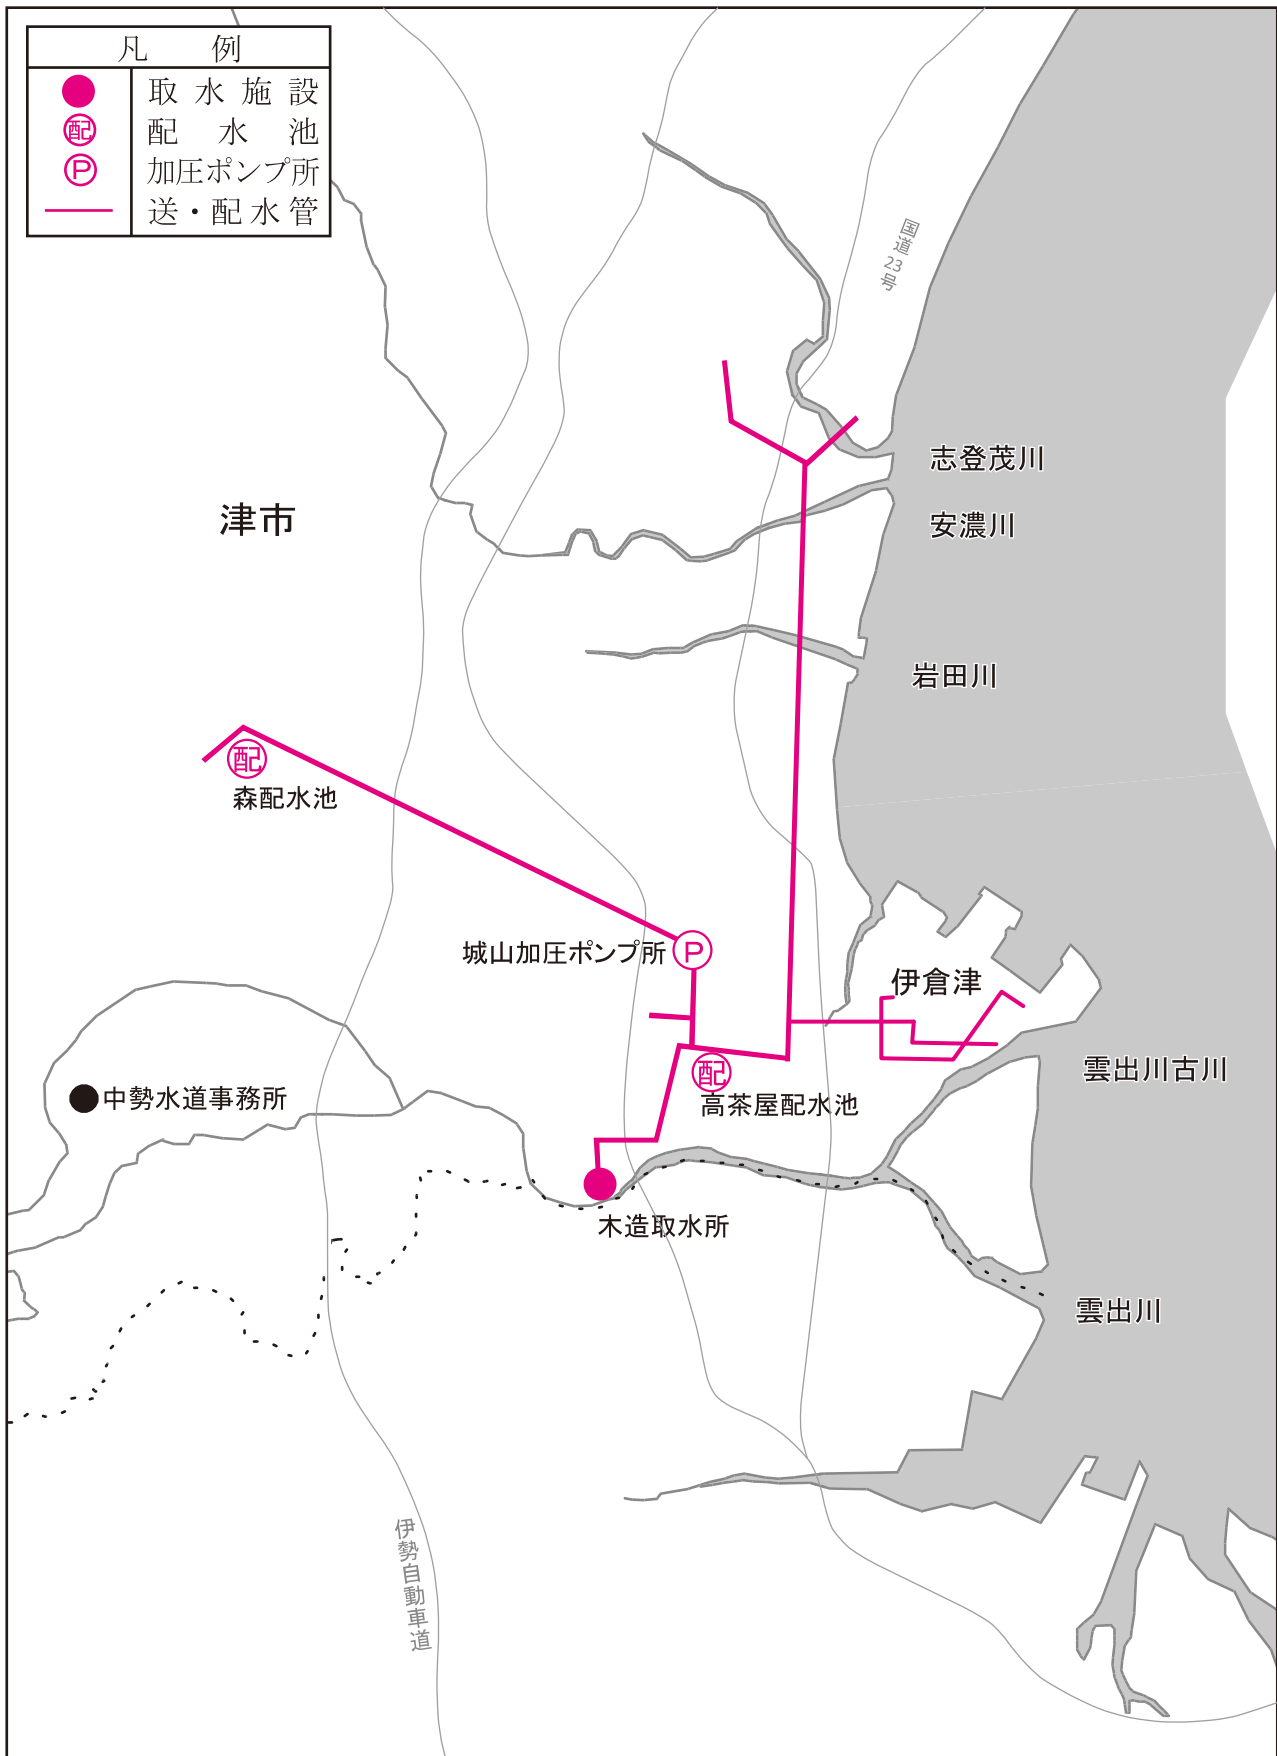 凡例
取水施設
配 配水池
P 加圧ポンプ所
送・配水管
国道23号
志登茂川
津市
安濃川
岩田川
配
森配水池
城山加圧ポンプ所
P
伊倉津
配
雲出川古川
中勢水道事務所
高茶屋配水池
木造取水所
雲出川
伊勢自動車道